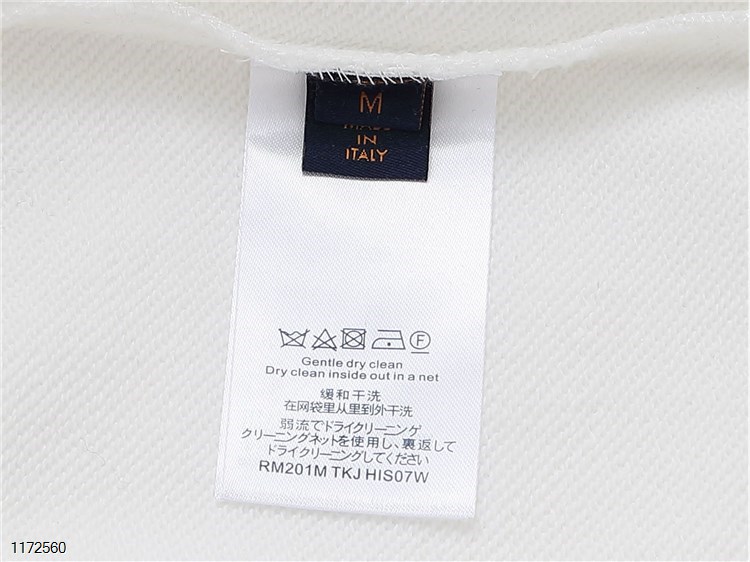 M
MADE
IN
ITALY
F
Gentle dry clean
Dry clean inside out in a net
缓和干洗
在网袋里从里到外干洗
弱流でドライクリーニンゲ
クリーニングネットを使用し、裏返して
ドライクリーニングしてください
RM201M TKJ HIS07W
1172560